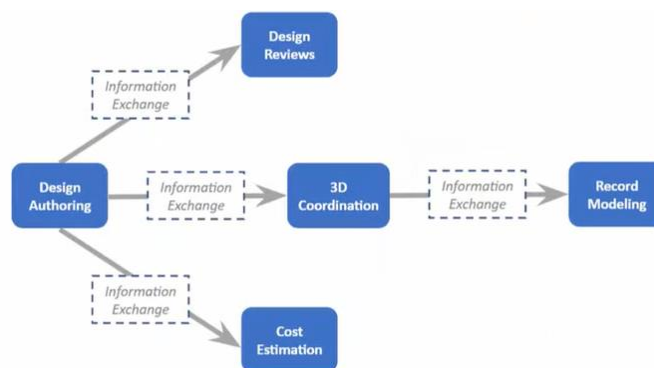 Design
Reviews
Information
Exchange
Design
Authoring
Information
Exchange
3D
Coordination
Information
Exchange
Record
Modeling
Information
Exchange
Cost
Estimation